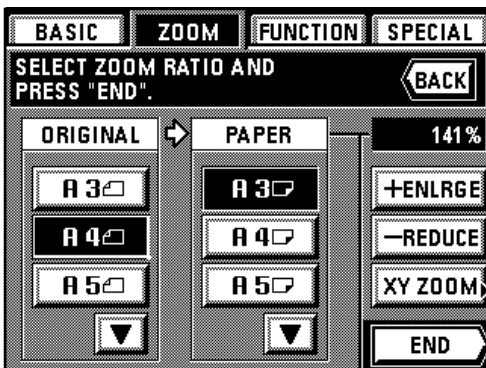 BASIC ZOOM FUNCTION SPECIAL
SELECT ZOOM RATIO AND
PRESS "END".
BACK
ORIGINAL PAPER 141%
A3 A3 +ENLRGE
A4 A4 −REDUCE
A5 A5 XY ZOOM
END